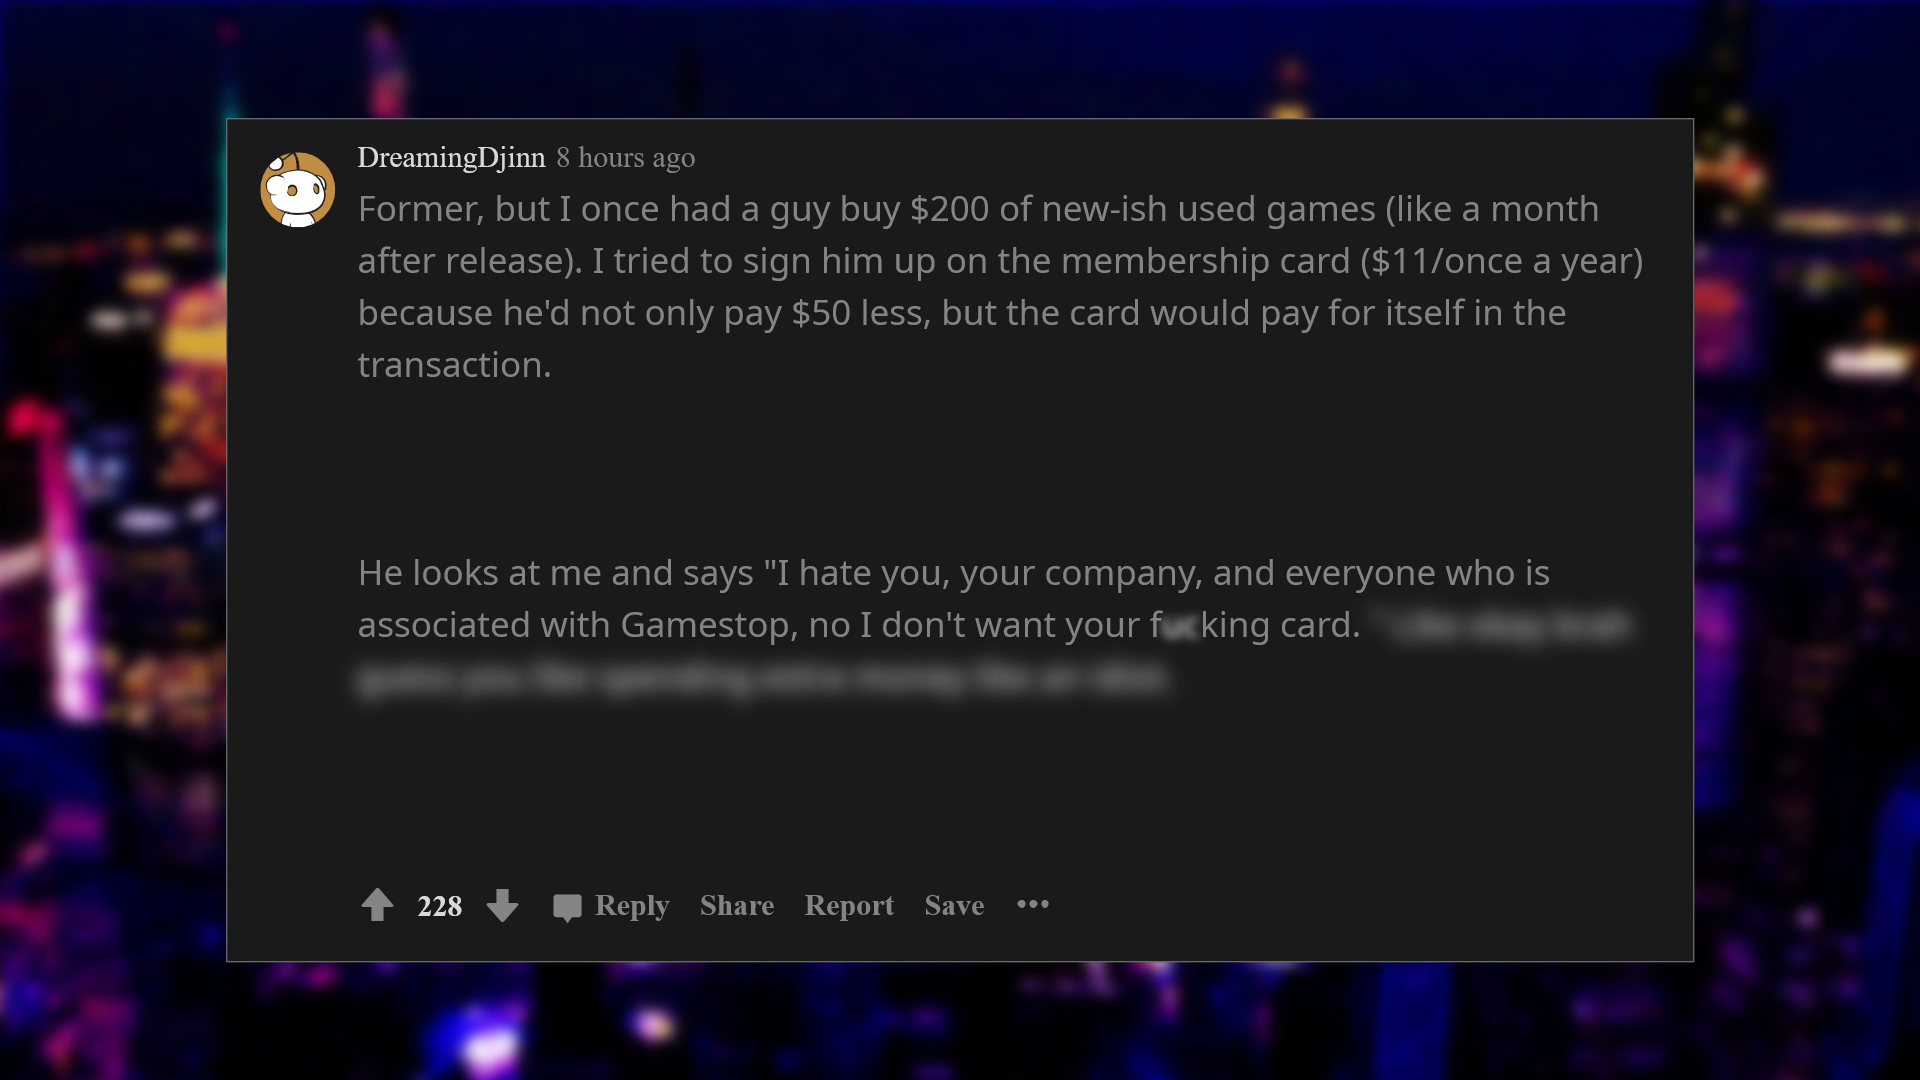 DreamingDjinn 8 hours ago
Former, but I once had a guy buy $200 of new-ish used games (like a month
after release). I tried to sign him up on the membership card ($11/once a year)
because he'd not only pay $50 less, but the card would pay for itself in the
transaction.
He looks at me and says "I hate you, your company, and everyone who is
associated with Gamestop, no I don't want your fucking card.
228 Reply Share Report Save •••